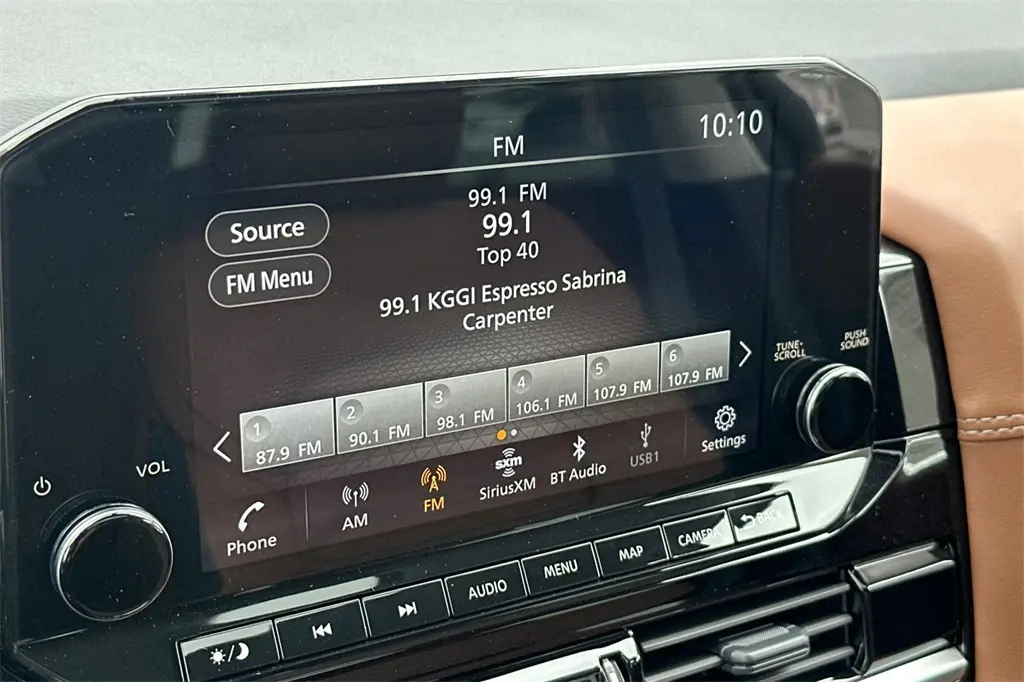 FM
10:10
99.1 FM
99.1
Top 40
Source
FM Menu
99.1 KGGI Espresso Sabrina
Carpenter
1
87.9 FM
2
90.1 FM
3
98.1 FM
4
106.1 FM
5
107.9 FM
6
107.9 FM
TUNE•
SCROLL
PUSH
SOUND
VOL
Phone
AM
A
FM
sxm
SiriusXM
BT Audio
USB1
Settings
AUDIO
MENU
MAP
CAMERA
BACK